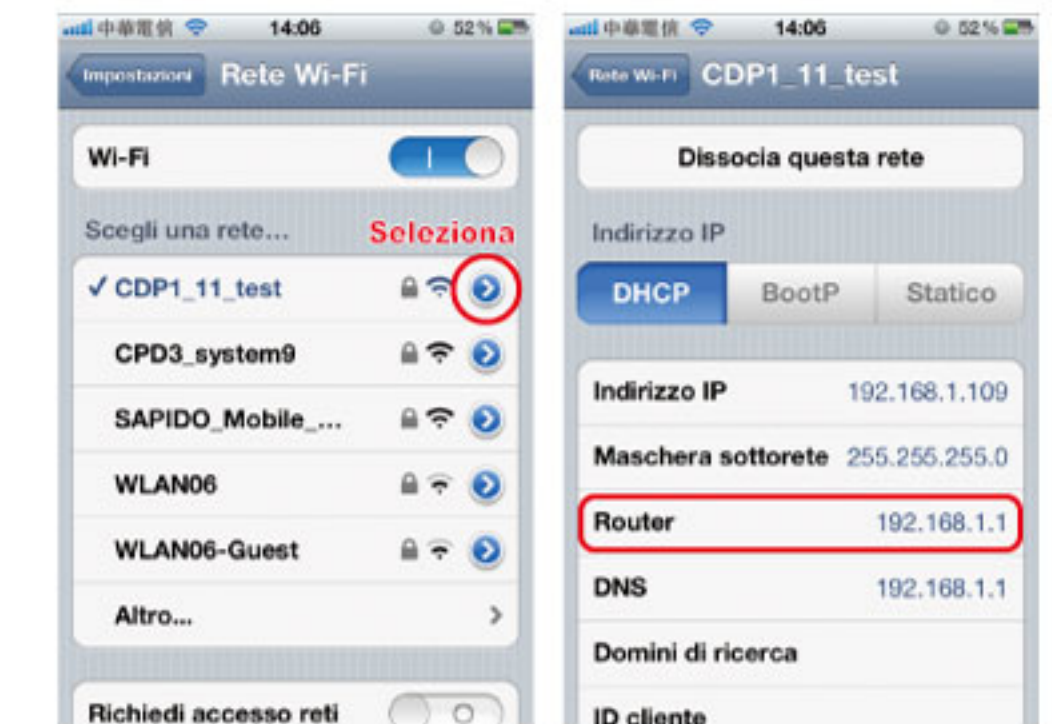 中華電信 14:06 52%
Impostazioni Rete Wi-Fi
Wi-Fi
Scegli una rete... Seleziona
✓ CDP1_11_test
CPD3_system9
SAPIDO_Mobile_...
WLAN06
WLAN06-Guest
Altro...
Richiedi accesso reti
中華電信 14:06 52%
Rete Wi-Fi CDP1_11_test
Dissocia questa rete
Indirizzo IP
DHCP BootP Statico
Indirizzo IP 192.168.1.109
Maschera sottorete 255.255.255.0
Router 192.168.1.1
DNS 192.168.1.1
Domini di ricerca
ID cliente